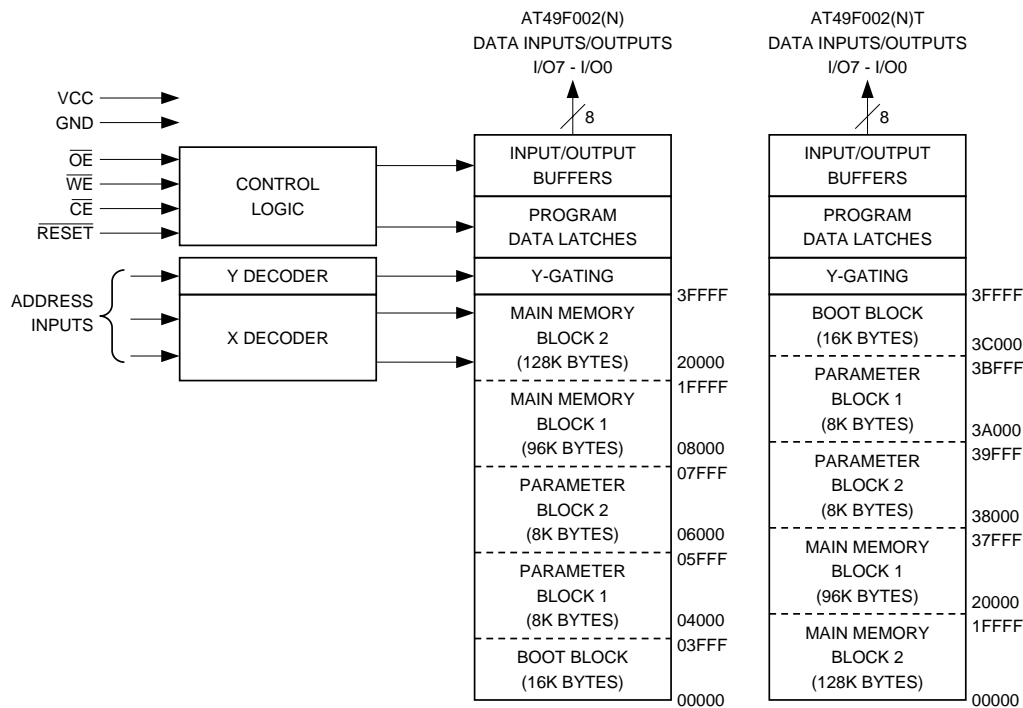 AT49F002(N)
DATA INPUTS/OUTPUTS
I/O7 - I/O0
8
AT49F002(N)T
DATA INPUTS/OUTPUTS
I/O7 - I/O0
8
VCC
GND
OE
WE
CE
RESET
ADDRESS
INPUTS
CONTROL
LOGIC
Y DECODER
X DECODER
INPUT/OUTPUT
BUFFERS
PROGRAM
DATA LATCHES
Y-GATING
3FFFF
MAIN MEMORY
BLOCK 2
(128K BYTES)
20000
1FFFF
MAIN MEMORY
BLOCK 1
(96K BYTES)
08000
07FFF
PARAMETER
BLOCK 2
(8K BYTES)
06000
05FFF
PARAMETER
BLOCK 1
(8K BYTES)
04000
03FFF
BOOT BLOCK
(16K BYTES)
00000
INPUT/OUTPUT
BUFFERS
PROGRAM
DATA LATCHES
Y-GATING
3FFFF
BOOT BLOCK
(16K BYTES)
3C000
3BFFF
PARAMETER
BLOCK 1
(8K BYTES)
3A000
39FFF
PARAMETER
BLOCK 2
(8K BYTES)
38000
37FFF
MAIN MEMORY
BLOCK 1
(96K BYTES)
20000
1FFFF
MAIN MEMORY
BLOCK 2
(128K BYTES)
00000